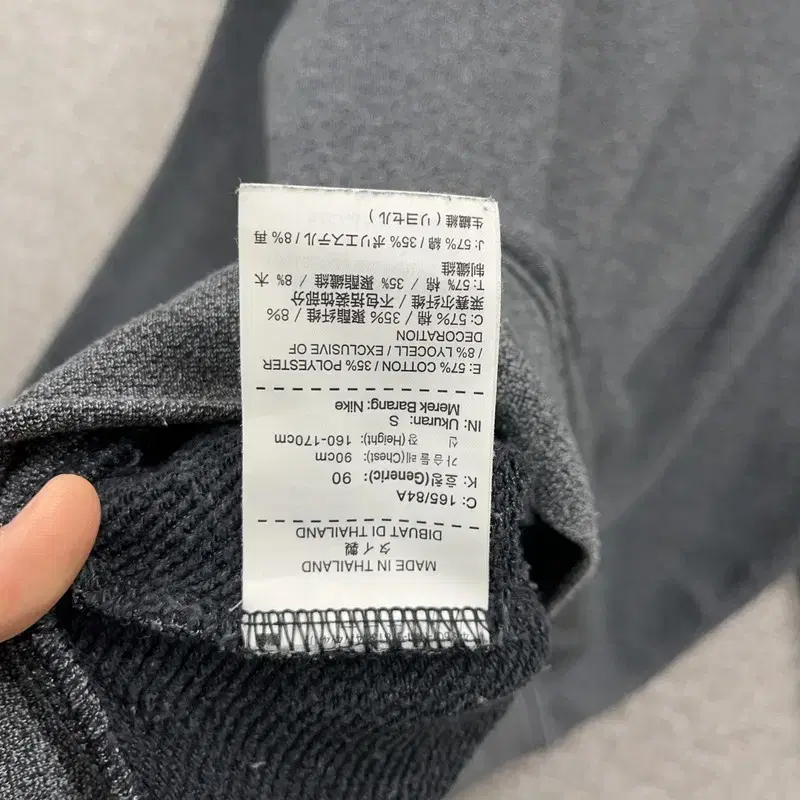 MADE IN THAILAND
タイ製
DIBUAT DI THAILAND
C: 165/84A
K: 호칭(Generic): 90
가슴둘레(Chest): 90cm
신 장(Height): 160-170cm
IN: Ukuran: S
Merek Barang: Nike
E: 57% COTTON / 35% POLYESTER
/ 8% LYOCELL / EXCLUSIVE OF
DECORATION
C: 57% 棉 / 35% 聚酯纤维 / 8%
莱赛尔纤维 / 不包括装饰部分
T: 57% 棉 / 35% 聚酯纖維 / 8% 木
制纖維
J: 57% 綿 / 35% ポリエステル / 8% 再
生繊維 ( リヨセル )